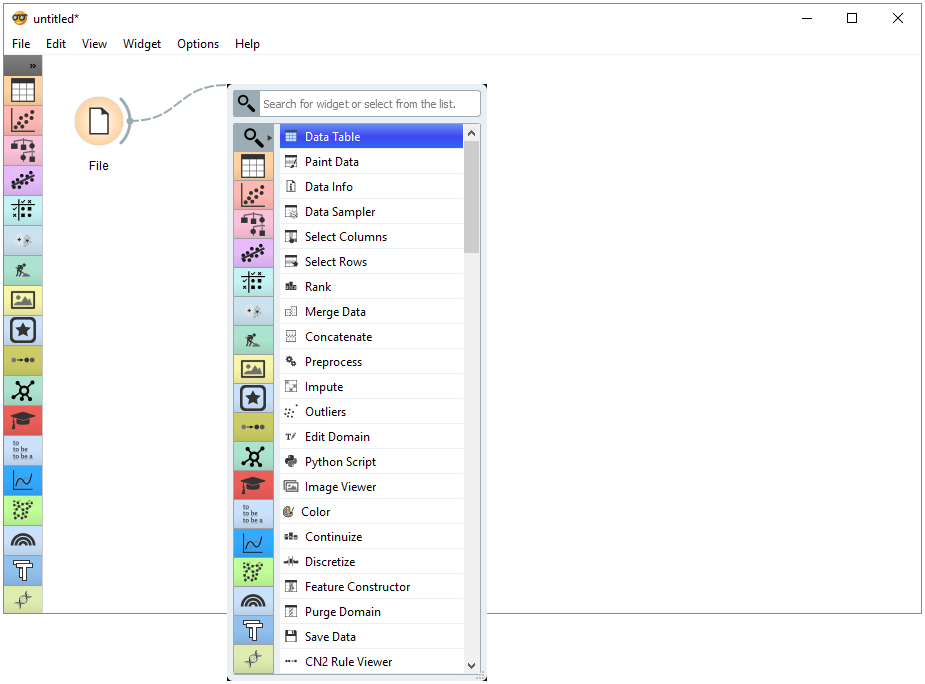 untitled*
File Edit View Widget Options Help
»
File
Search for widget or select from the list.
Data Table
Paint Data
Data Info
Data Sampler
Select Columns
Select Rows
Rank
Merge Data
Concatenate
Preprocess
Impute
Outliers
Edit Domain
Python Script
Image Viewer
Color
Continuize
Discretize
Feature Constructor
Purge Domain
Save Data
CN2 Rule Viewer
to
to be
to be a
to
to be
to be a